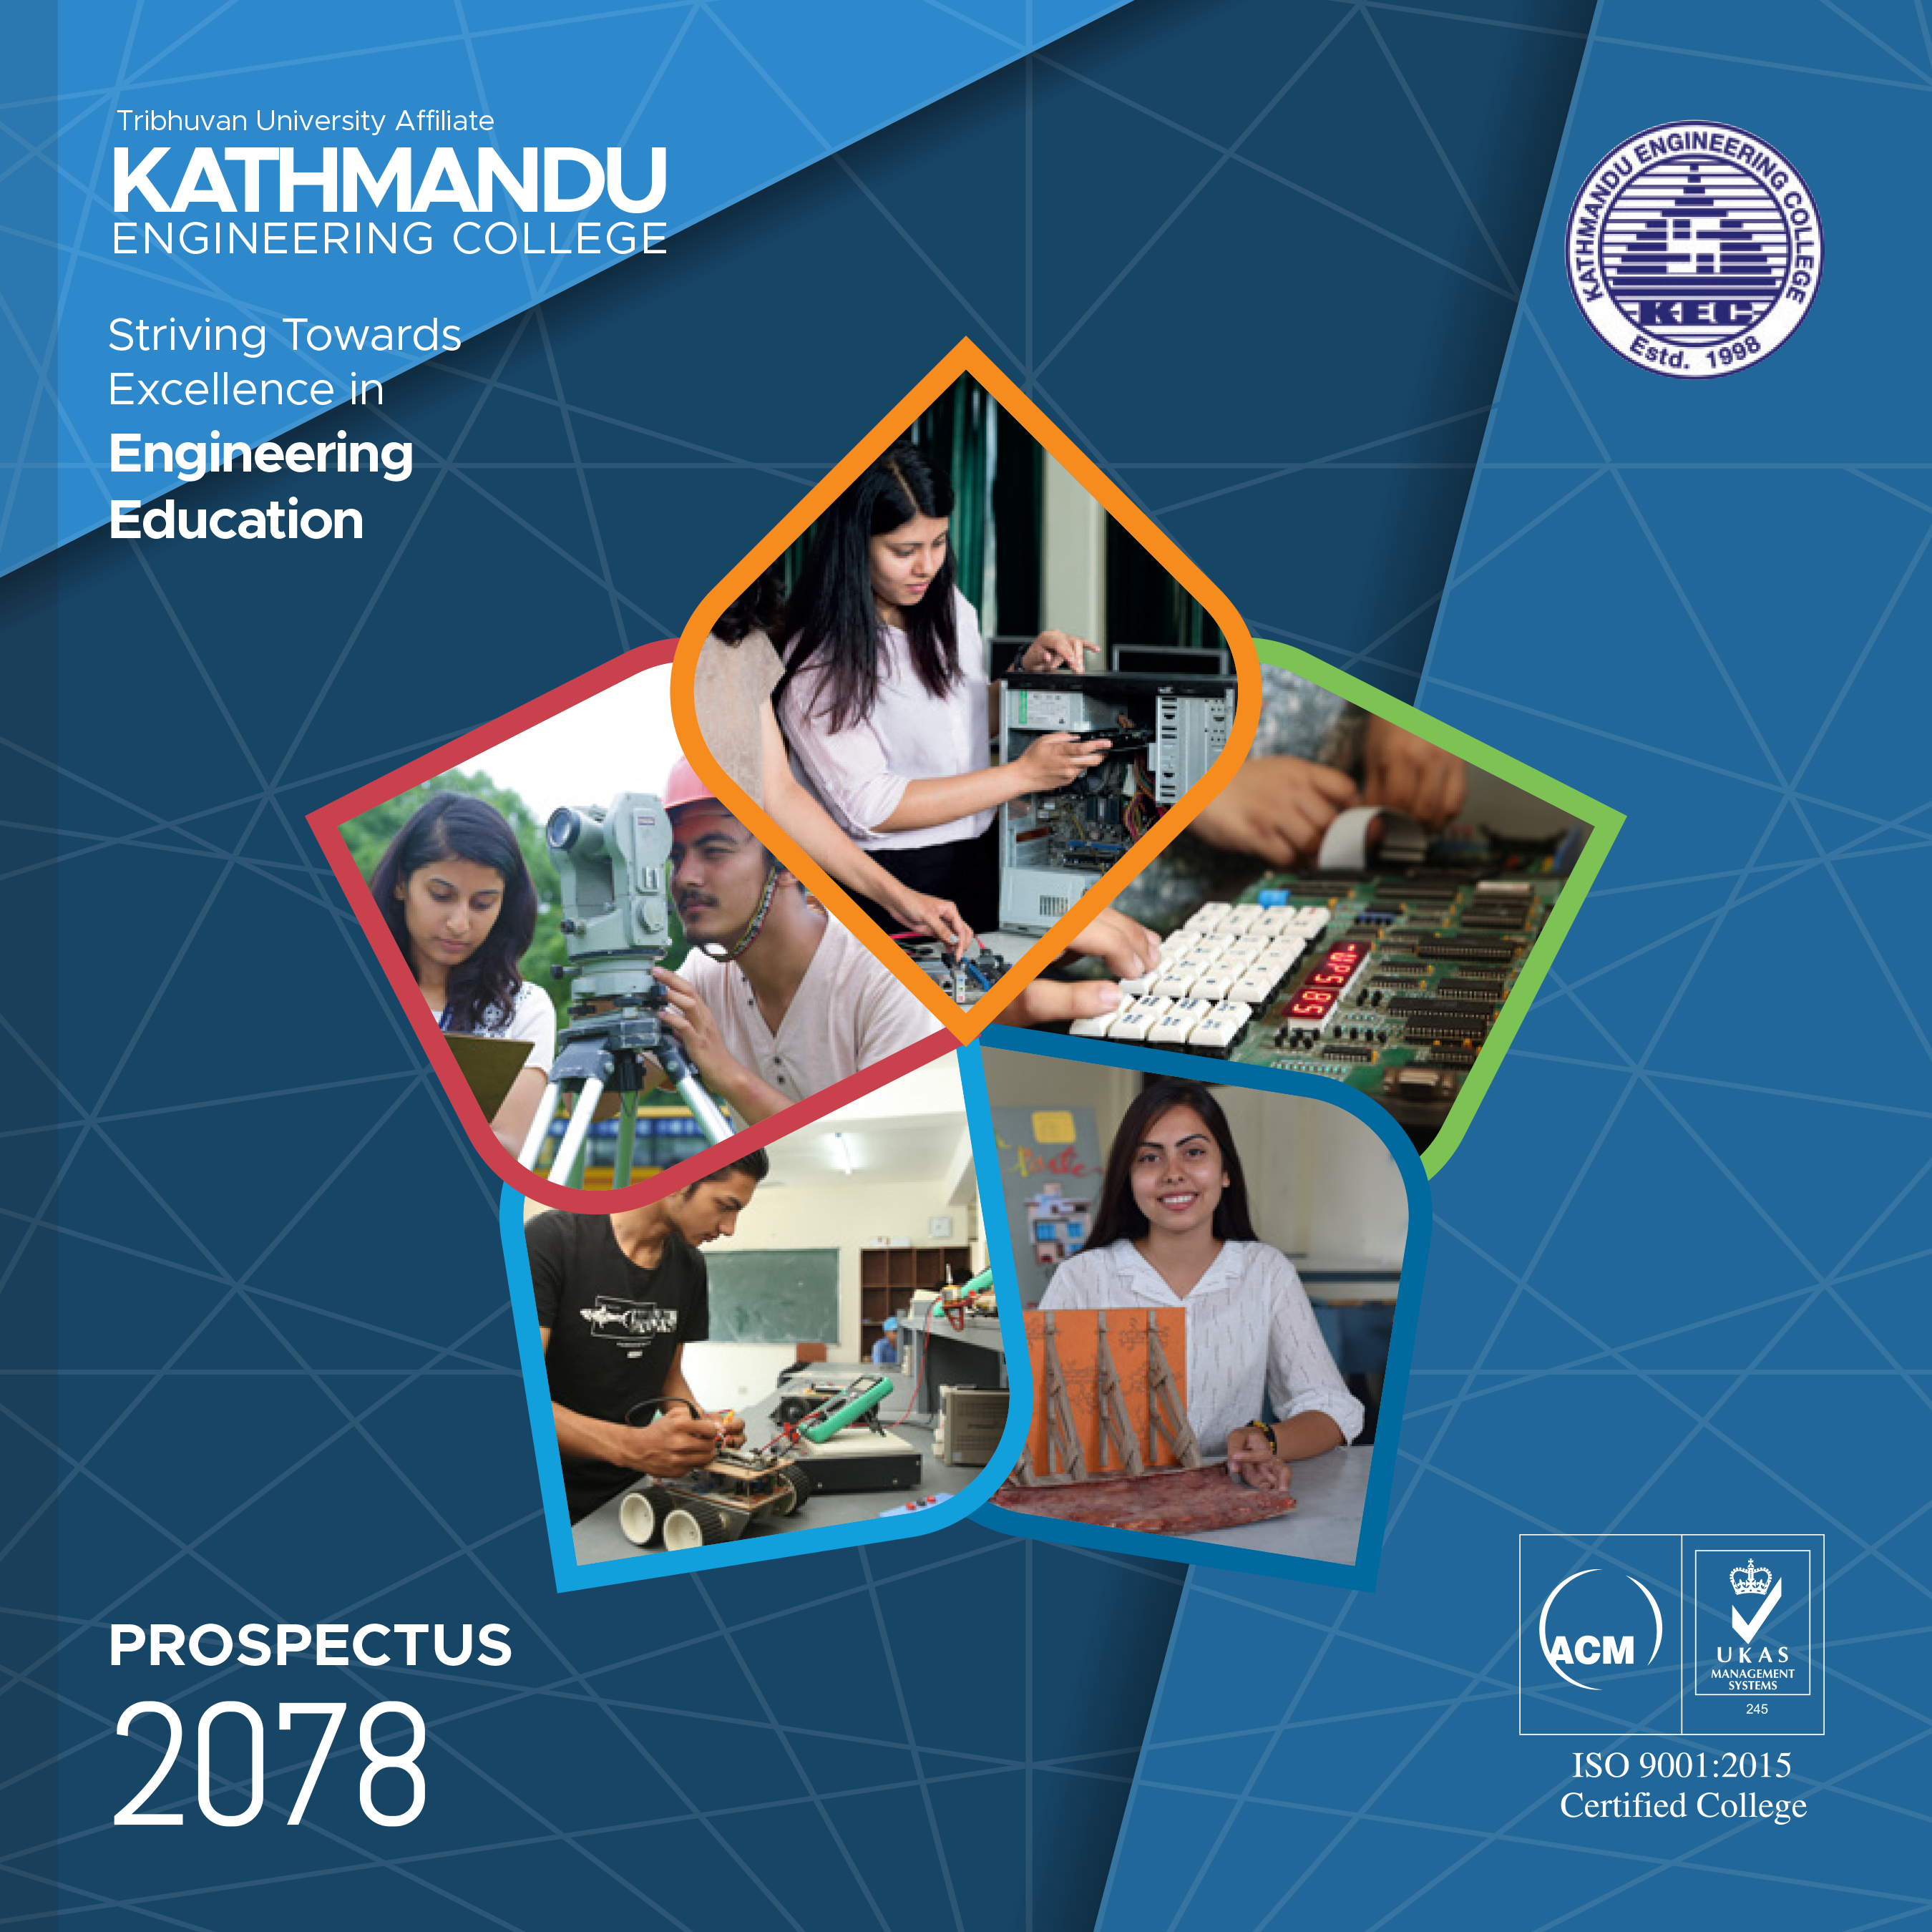 Tribhuvan University Affiliate
KATHMANDU
ENGINEERING COLLEGE
Striving Towards
Excellence in
Engineering
Education
KATHMANDU ENGINEERING COLLEGE
KEC
Estd. 1998
PROSPECTUS
2078
ACM
UKAS
MANAGEMENT
SYSTEMS
245
ISO 9001:2015
Certified College